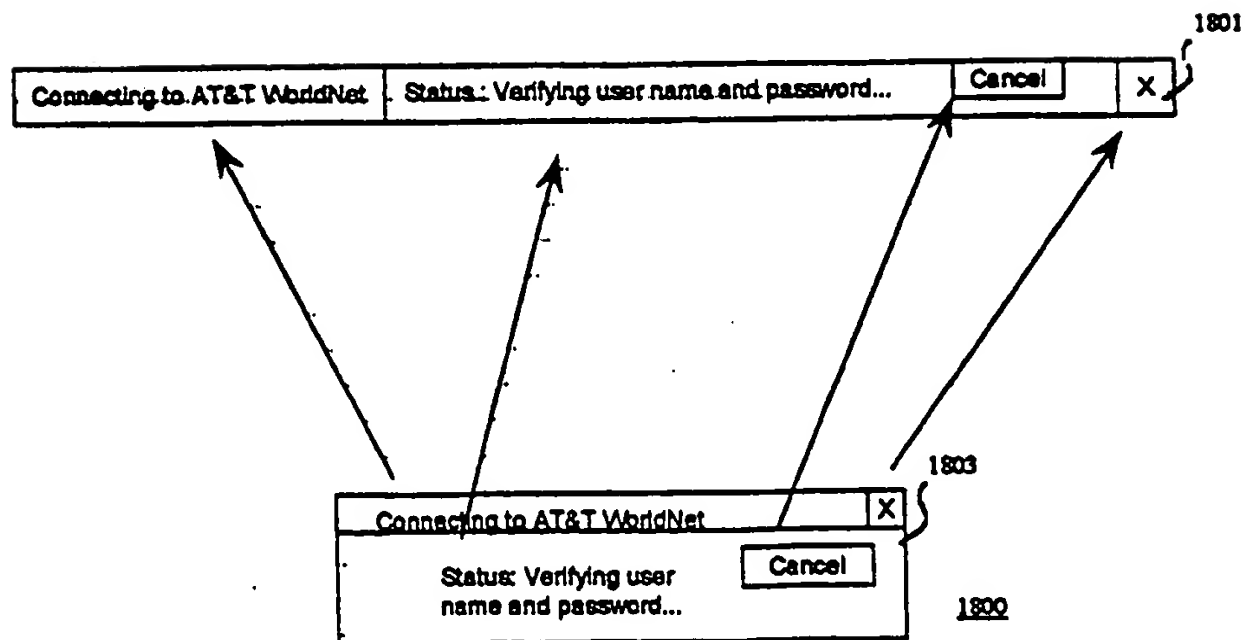 1801
Connecting to AT&T WorldNet
Status: Verifying user name and password...
Cancel
X
1803
Connecting to AT&T WorldNet
X
Status: Verifying user
name and password...
Cancel
1800